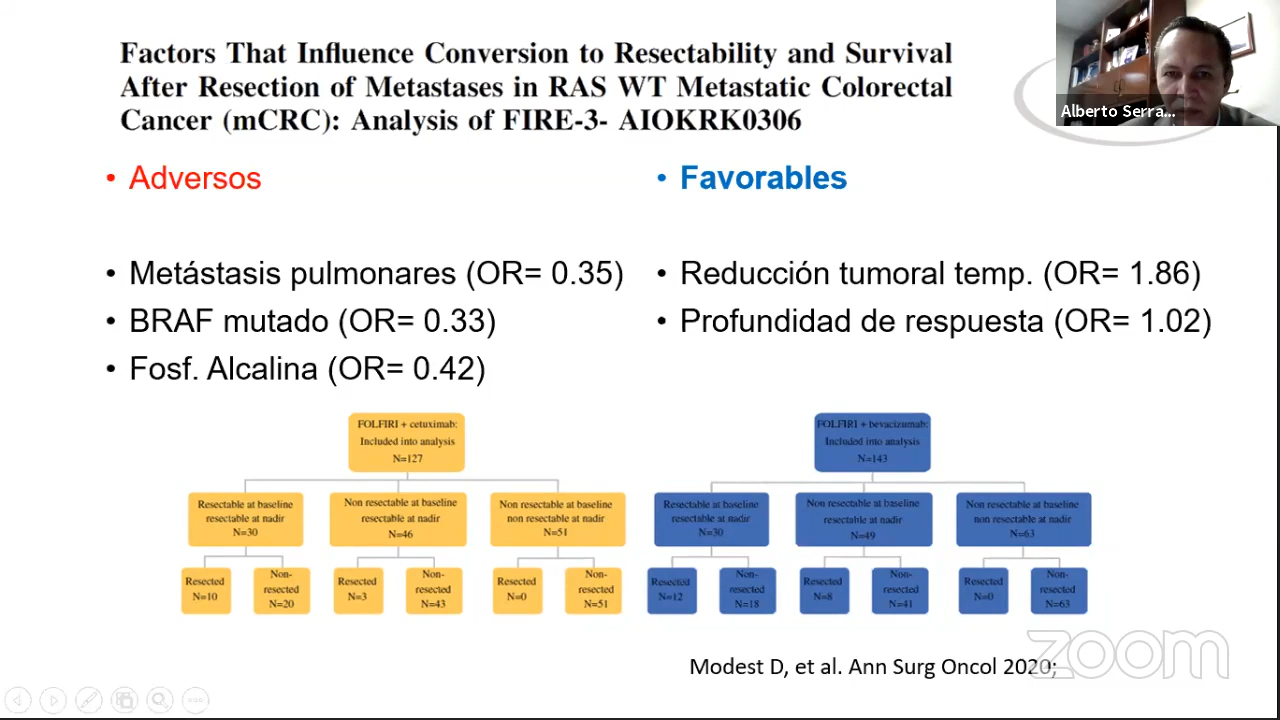 Factors That Influence Conversion to Resectability and Survival
After Resection of Metastases in RAS WT Metastatic Colorectal
Cancer (mCRC): Analysis of FIRE-3- AIOKRK0306
Alberto Serra...
• Adversos
• Metástasis pulmonares (OR= 0.35)
• BRAF mutado (OR= 0.33)
• Fosf. Alcalina (OR= 0.42)
• Favorables
• Reducción tumoral temp. (OR= 1.86)
• Profundidad de respuesta (OR= 1.02)
FOLFIRI + cetuximab:
Included into analysis
N=127
Resectable at baseline
resectable at nadir
N=30
Non resectable at baseline
resectable at nadir
N=46
Non resectable at baseline
non resectable at nadir
N=51
Resected
N=10
Non-
resected
N=20
Resected
N=3
Non-
resected
N=43
Resected
N=0
Non-
resected
N=51
FOLFIRI + bevacizumab:
Included into analysis
N=143
Resectable at baseline
resectable at nadir
N=30
Non resectable at baseline
resectable at nadir
N=49
Non resectable at baseline
non resectable at nadir
N=63
Resected
N=12
Non-
resected
N=18
Resected
N=8
Non-
resected
N=41
Resected
N=0
Non-
resected
N=63
Modest D, et al. Ann Surg Oncol 2020;
zoom